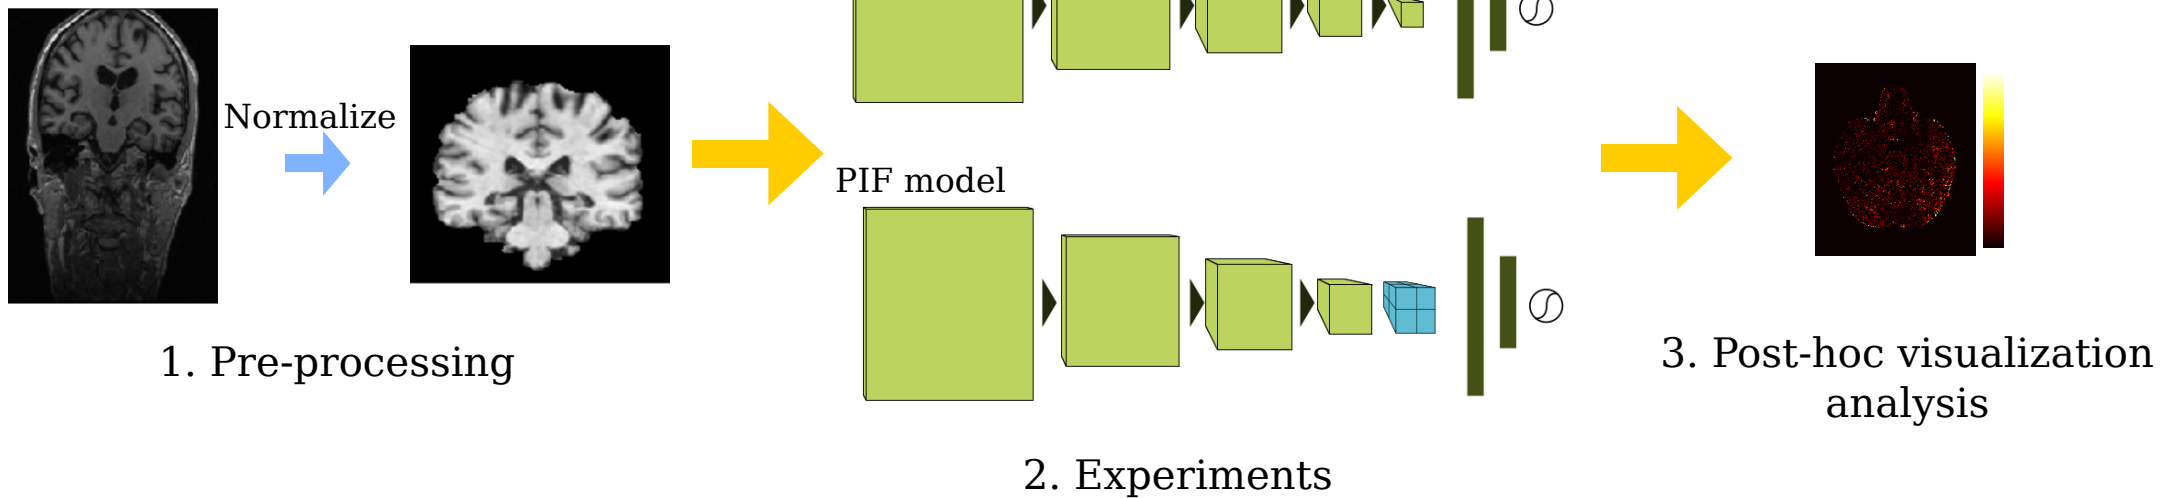 Normalize
PIF model
1. Pre-processing
2. Experiments
3. Post-hoc visualization
analysis